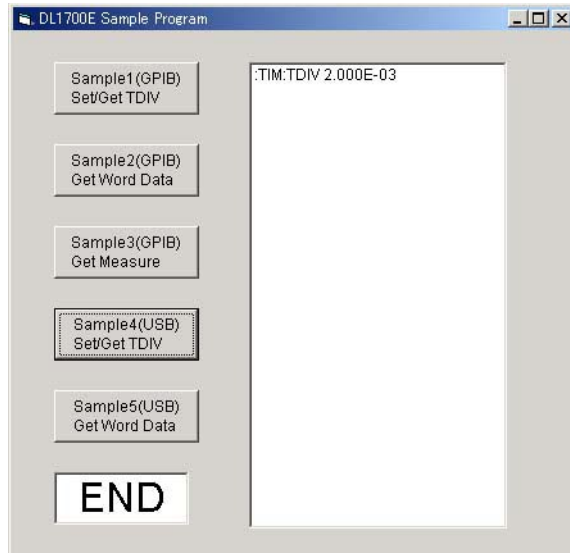 DL1700E Sample Program
Sample1(GPIB)
Set/Get TDIV
:TIM:TDIV 2.000E-03
Sample2(GPIB)
Get Word Data
Sample3(GPIB)
Get Measure
Sample4(USB)
Set/Get TDIV
Sample5(USB)
Get Word Data
END